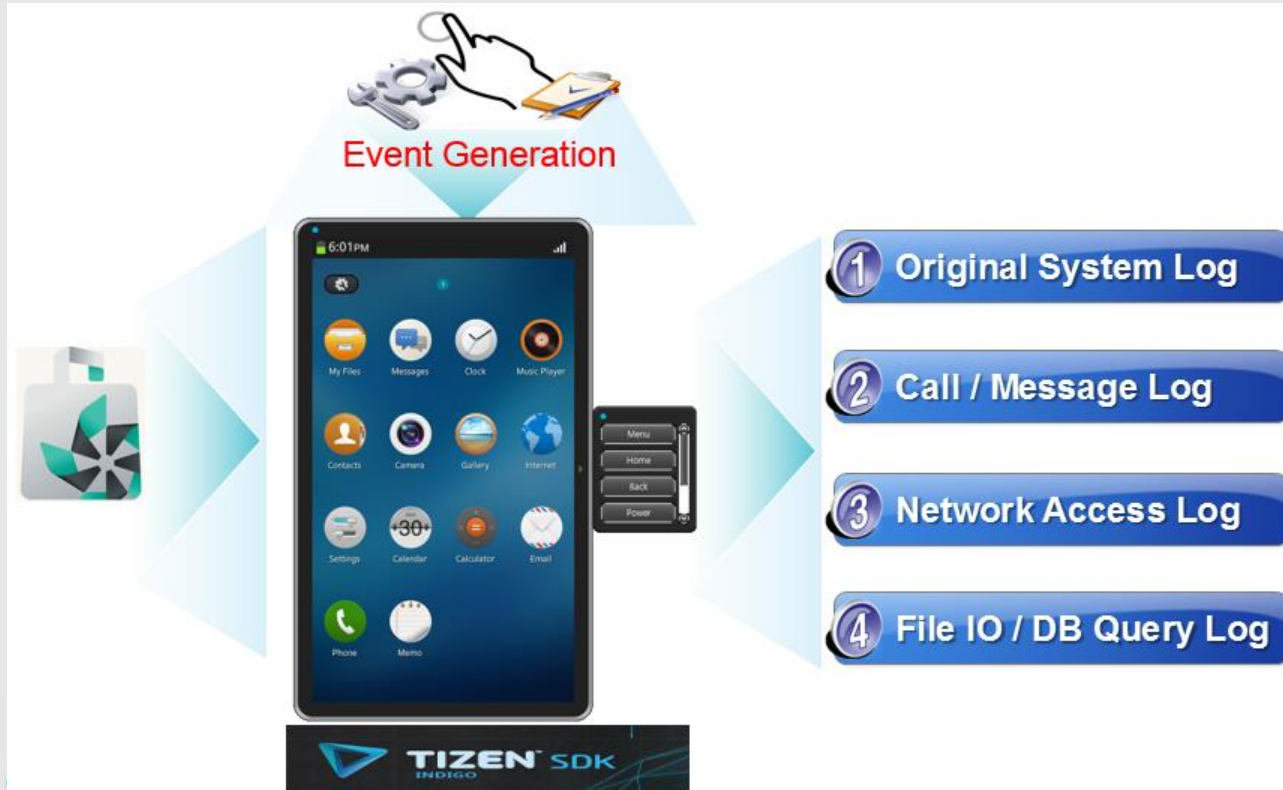 Event Generation
6:01PM
My Files
Messages
Clock
Music Player
Contacts
Camera
Gallery
Internet
Settings
30
Calendar
Calculator
Email
Phone
Memo
Menu
Home
Back
Power
1 Original System Log
2 Call / Message Log
3 Network Access Log
4 File IO / DB Query Log
TIZEN™ SDK
INDIGO